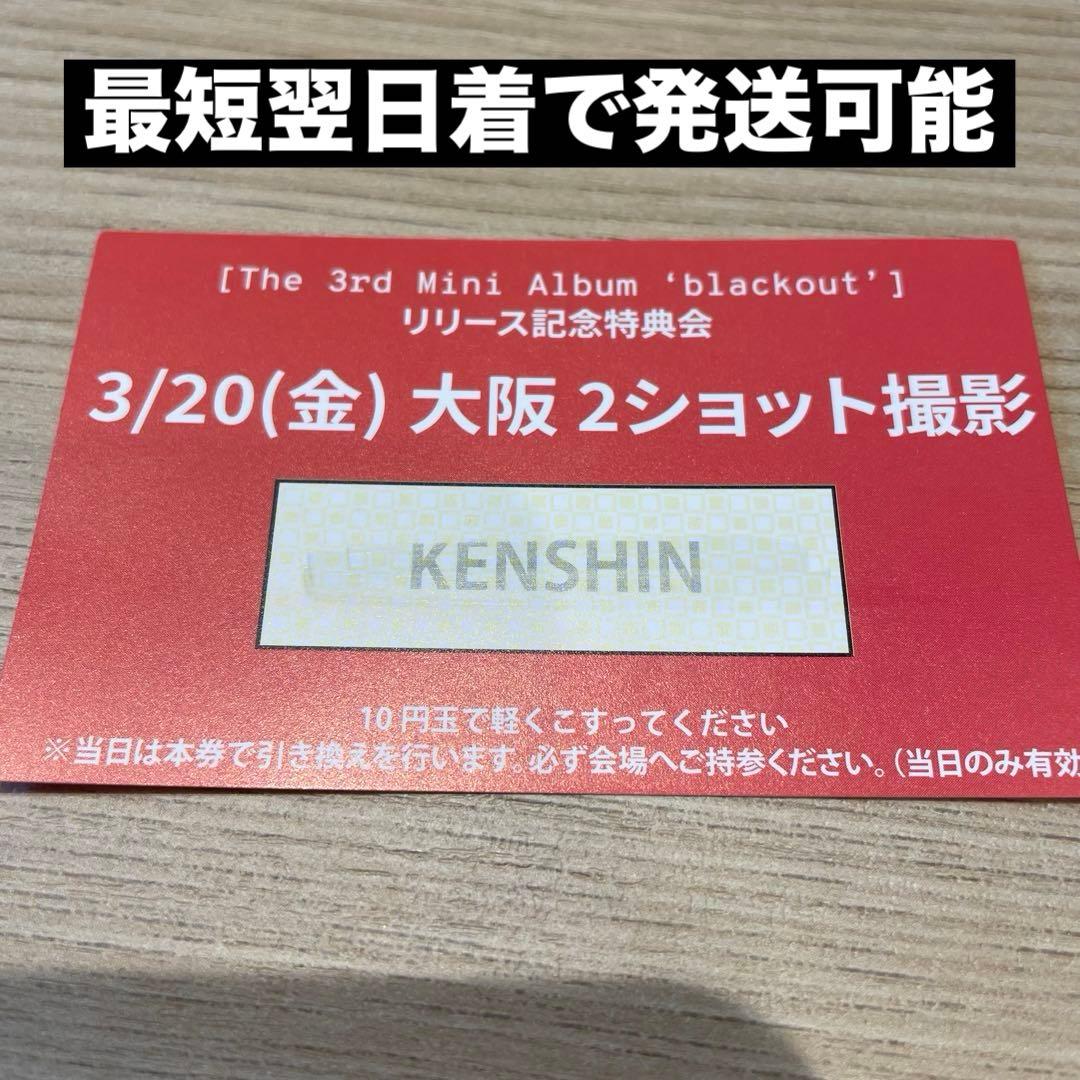 最短翌日着で発送可能
[The 3rd Mini Album ‘blackout’]
リリース記念特典会
3/20(金) 大阪 2ショット撮影
KENSHIN
10円玉で軽くこすってください
※当日は本券で引き換えを行います。必ず会場へご持参ください。(当日のみ有効